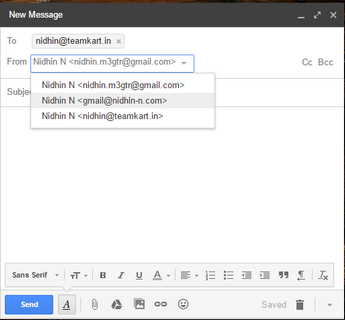 New Message
To nidhin@teamkart.in ×
From Nidhin N <nidhin.m3gtr@gmail.com> Cc Bcc
Nidhin N <nidhin.m3gtr@gmail.com>
Subje
Nidhin N <gmail@nidhin-n.com>
Nidhin N <nidhin@teamkart.in>
Sans Serif T B I U A
Send A Saved